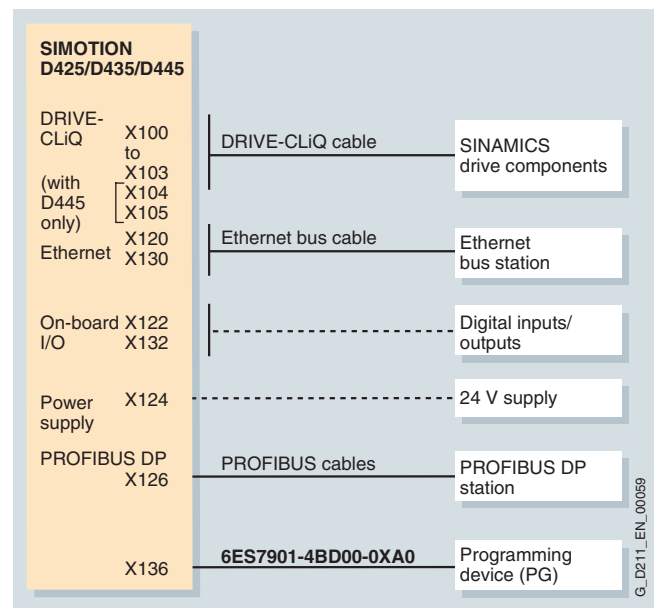 SIMOTION
D425/D435/D445
DRIVE-
CLiQ
X100
to
X103
(with
D445
only)
X104
X105
DRIVE-CLiQ cable
SINAMICS
drive components
Ethernet
X120
X130
Ethernet bus cable
Ethernet
bus station
On-board X122
I/O X132
Digital inputs/
outputs
Power
supply
X124
24 V supply
PROFIBUS DP
X126
PROFIBUS cables
PROFIBUS DP
station
X136
6ES7901-4BD00-0XA0
Programming
device (PG)
G_D211_EN_00059